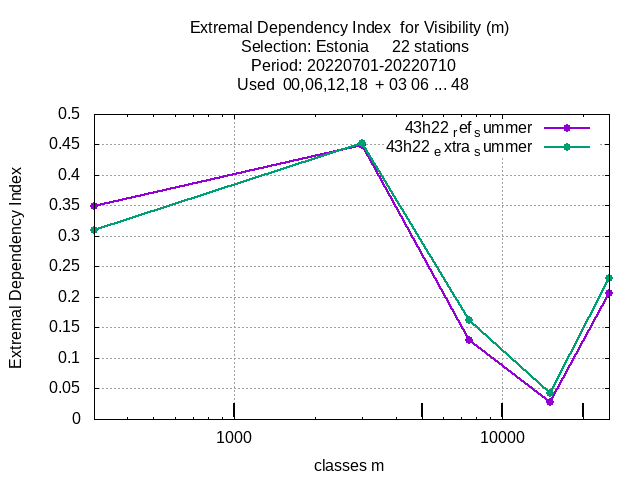 Extremal Dependency Index  for Visibility (m)
Selection: Estonia     22 stations
Period: 20220701-20220710
Used  00,06,12,18  + 03 06 ... 48
0.5
0.45
0.4
0.35
0.3
0.25
0.2
0.15
0.1
0.05
0
Extremal Dependency Index
43h22 ref summer
43h22 extra summer
1000
10000
classes m